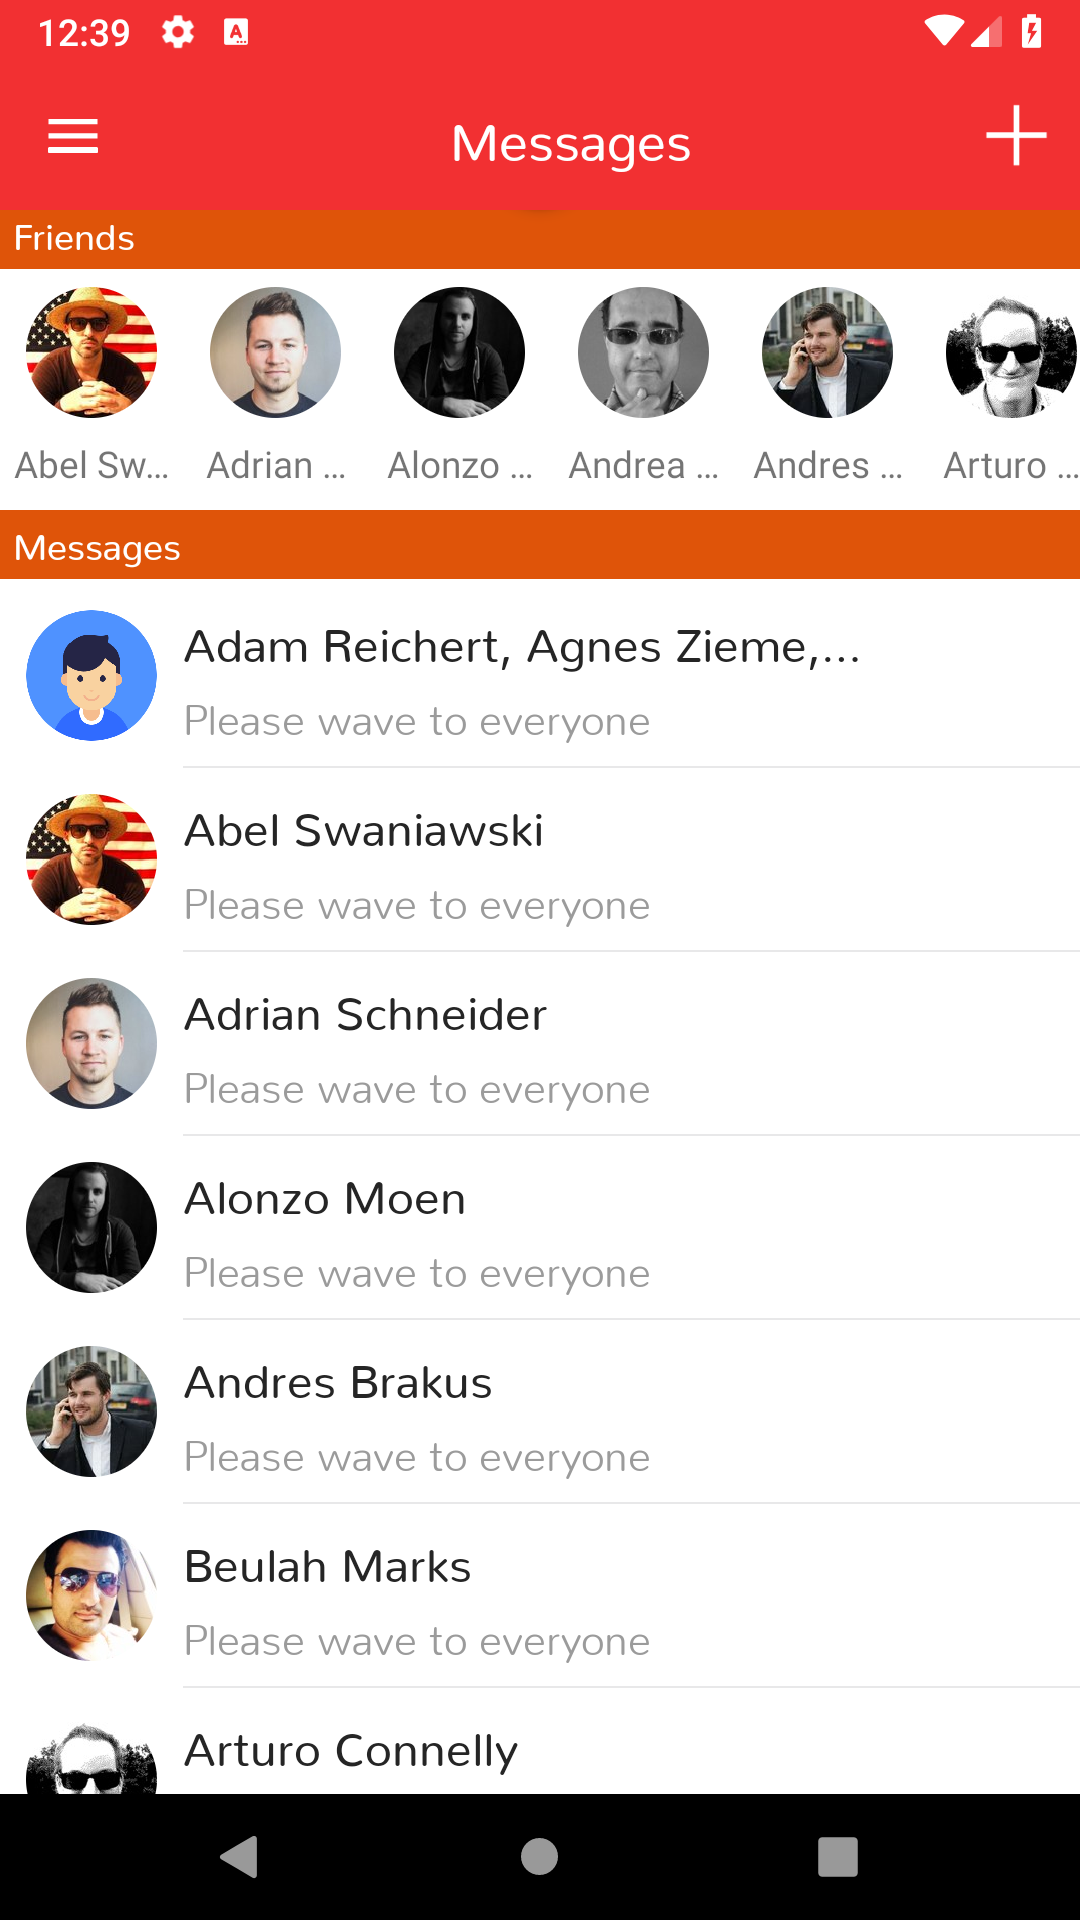 12:39
Messages
Friends
Abel Sw... Adrian ... Alonzo ... Andrea ... Andres ... Arturo ...
Messages
Adam Reichert, Agnes Zieme,...
Please wave to everyone
Abel Swaniawski
Please wave to everyone
Adrian Schneider
Please wave to everyone
Alonzo Moen
Please wave to everyone
Andres Brakus
Please wave to everyone
Beulah Marks
Please wave to everyone
Arturo Connelly